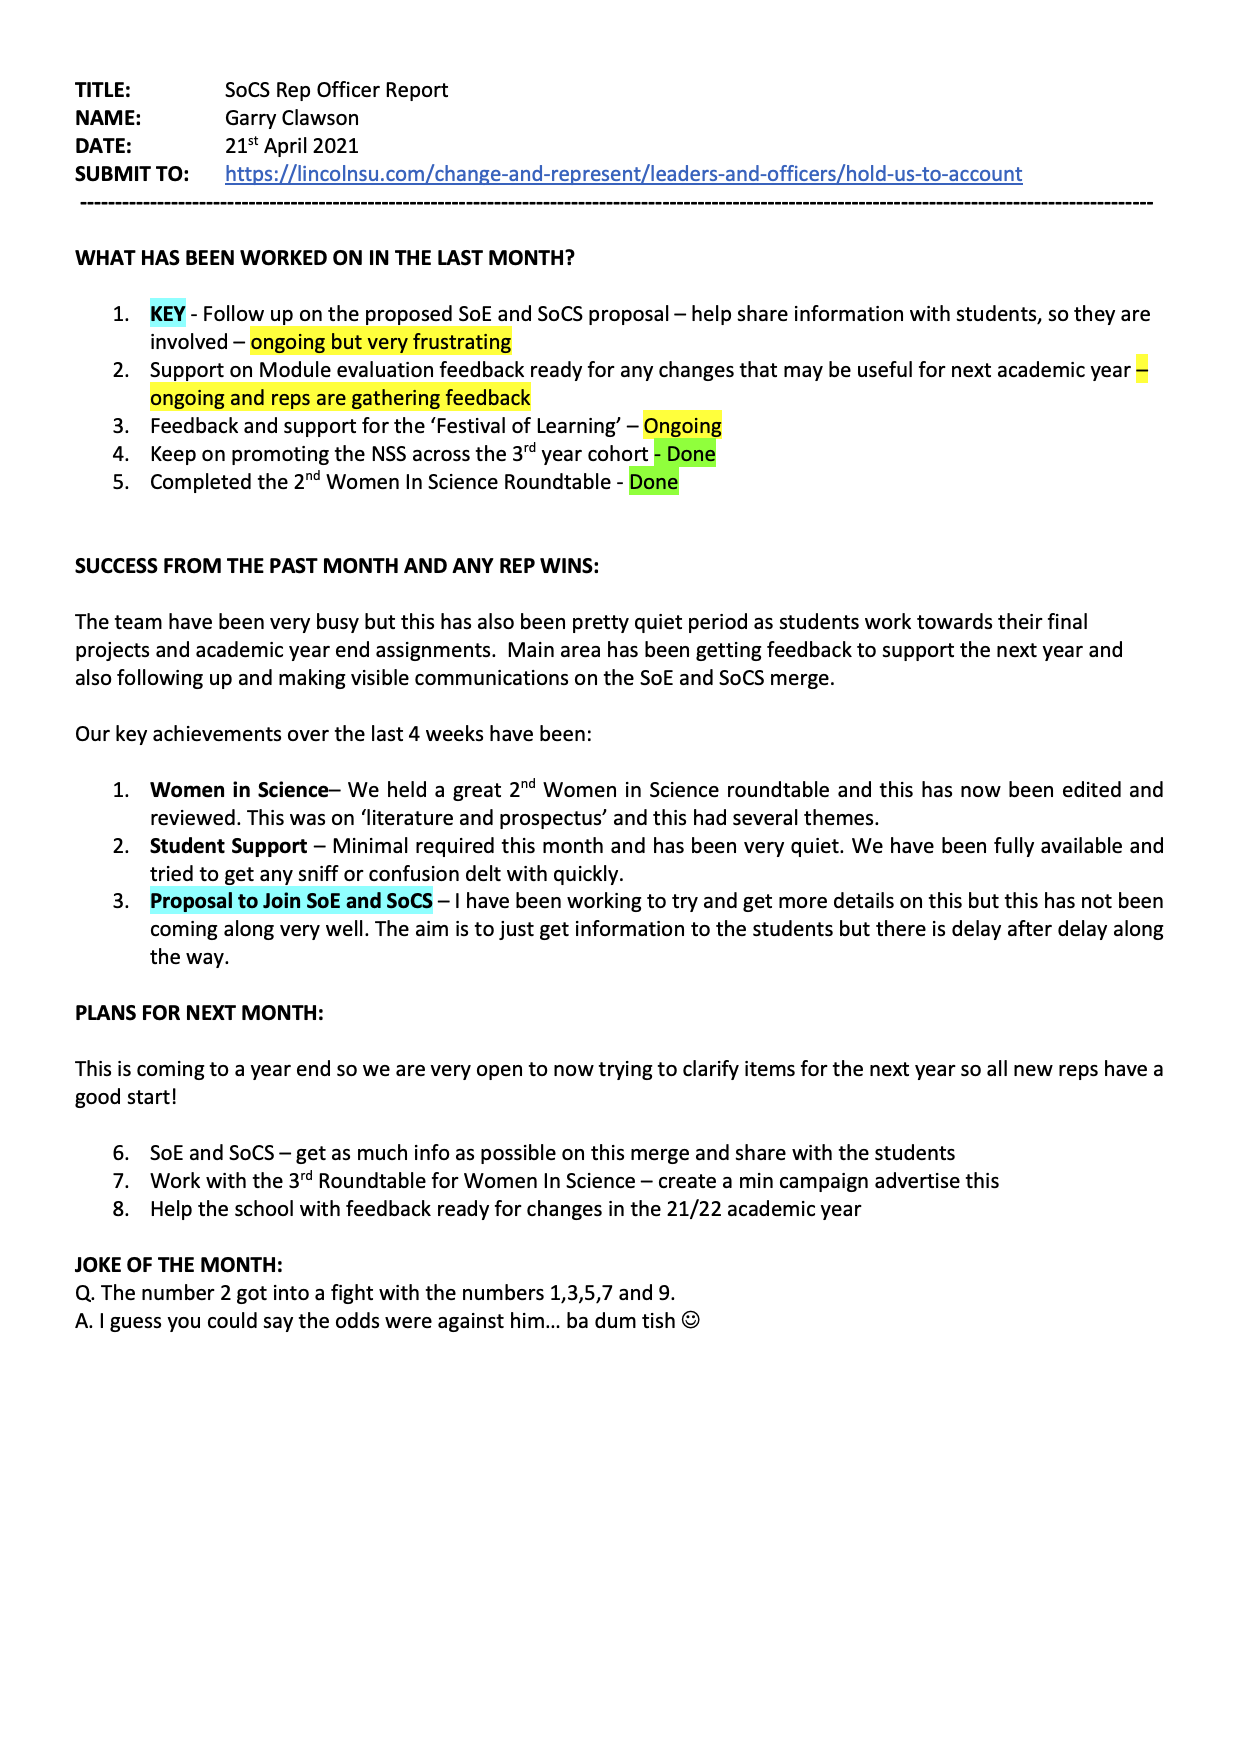 TITLE: SoCS Rep Officer Report
NAME: Garry Clawson
DATE: 21st April 2021
SUBMIT TO: https://lincolnsu.com/change-and-represent/leaders-and-officers/hold-us-to-account
---------------------------------------------------------------------------------------------------------------------------------------------------------
WHAT HAS BEEN WORKED ON IN THE LAST MONTH?
1. KEY - Follow up on the proposed SoE and SoCS proposal – help share information with students, so they are
involved – ongoing but very frustrating
2. Support on Module evaluation feedback ready for any changes that may be useful for next academic year –
ongoing and reps are gathering feedback
3. Feedback and support for the ‘Festival of Learning’ – Ongoing
4. Keep on promoting the NSS across the 3rd year cohort - Done
5. Completed the 2nd Women In Science Roundtable - Done
SUCCESS FROM THE PAST MONTH AND ANY REP WINS:
The team have been very busy but this has also been pretty quiet period as students work towards their final
projects and academic year end assignments.  Main area has been getting feedback to support the next year and
also following up and making visible communications on the SoE and SoCS merge.
Our key achievements over the last 4 weeks have been:
1. Women in Science– We held a great 2nd Women in Science roundtable and this has now been edited and
reviewed. This was on ‘literature and prospectus’ and this had several themes.
2. Student Support – Minimal required this month and has been very quiet. We have been fully available and
tried to get any sniff or confusion delt with quickly.
3. Proposal to Join SoE and SoCS – I have been working to try and get more details on this but this has not been
coming along very well. The aim is to just get information to the students but there is delay after delay along
the way.
PLANS FOR NEXT MONTH:
This is coming to a year end so we are very open to now trying to clarify items for the next year so all new reps have a
good start!
6. SoE and SoCS – get as much info as possible on this merge and share with the students
7. Work with the 3rd Roundtable for Women In Science – create a min campaign advertise this
8. Help the school with feedback ready for changes in the 21/22 academic year
JOKE OF THE MONTH:
Q. The number 2 got into a fight with the numbers 1,3,5,7 and 9.
A. I guess you could say the odds were against him… ba dum tish ☺